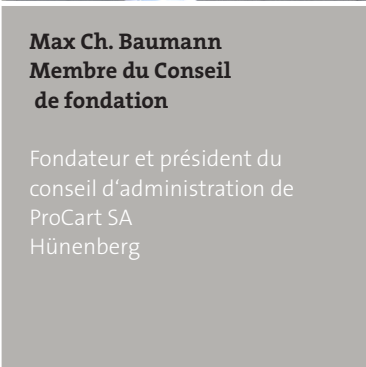 Max Ch. Baumann
Membre du Conseil
de fondation
Fondateur et président du
conseil d‘administration de
ProCart SA
Hünenberg